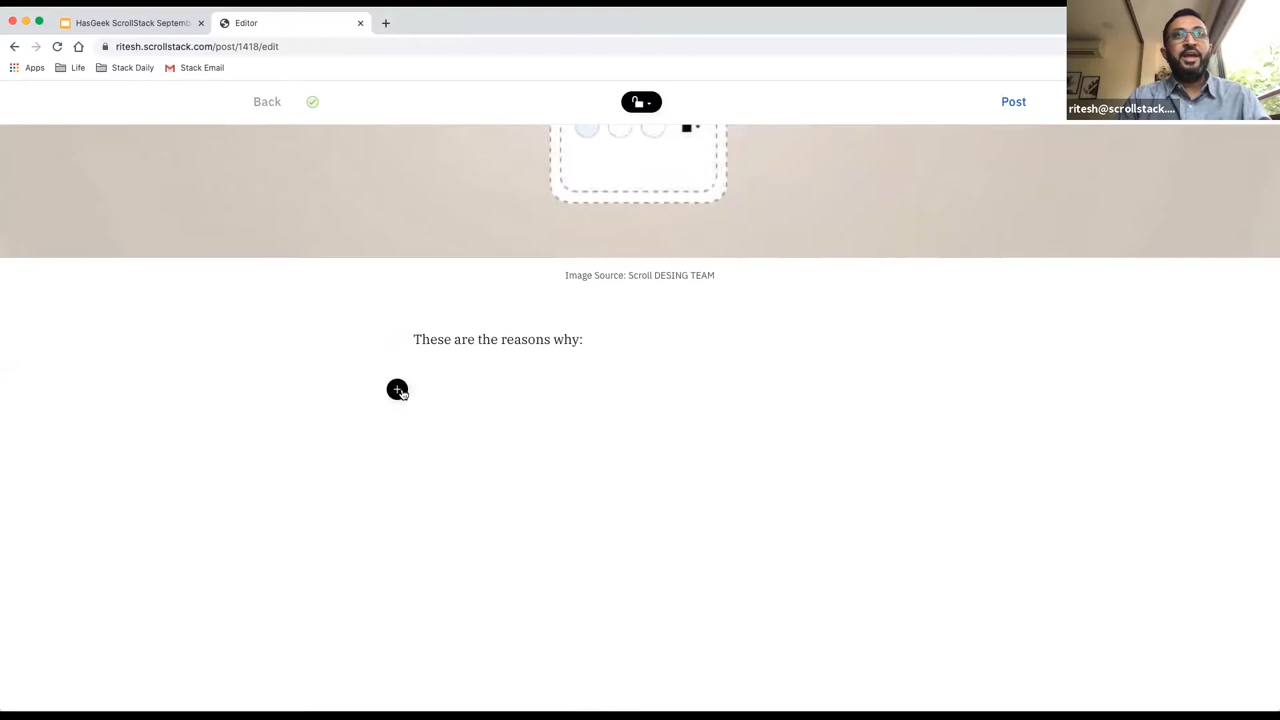 HasGeek ScrollStack Septemb
Editor
ritesh.scrollstack.com/post/1418/edit
Apps
Life
Stack Daily
Stack Email
ritesh@scrollstack....
Back
Post
Image Source: Scroll DESING TEAM
These are the reasons why: